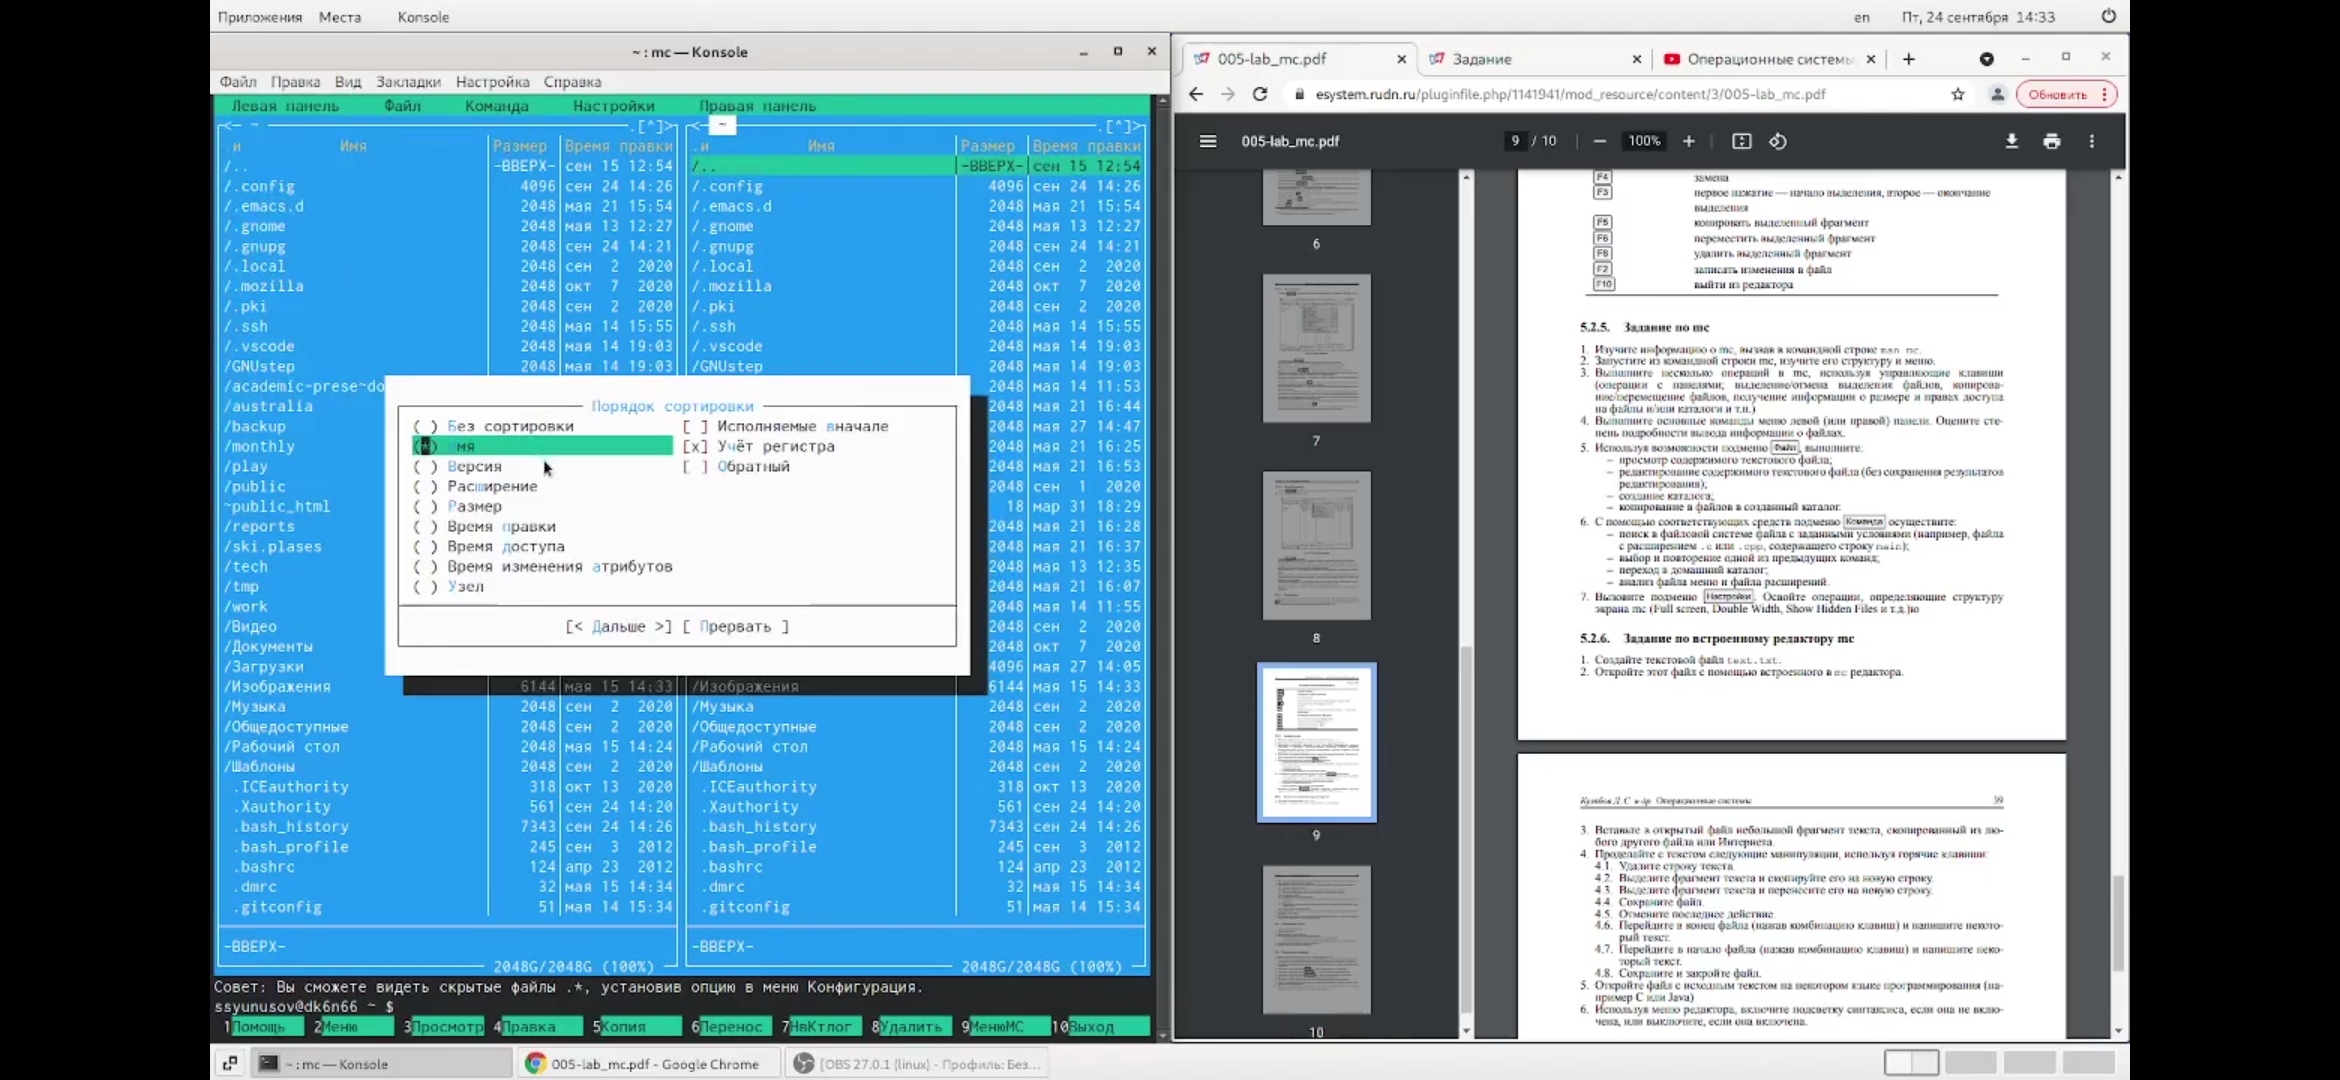 Приложения Места Konsole
en Пт, 24 сентября 14:33
~ : mc — Konsole
Файл Правка Вид Закладки Настройка Справка
Левая панель Файл Команда Настройки Правая панель
<— ~ .[^]>
.и Имя Размер Время правки
/.. -ВВЕРХ- сен 15 12:54
/.config 4096 сен 24 14:26
/.emacs.d 2048 мая 21 15:54
/.gnome 2048 мая 13 12:27
/.gnupg 2048 сен 24 14:21
/.local 2048 сен 2 2020
/.mozilla 2048 окт 7 2020
/.pki 2048 сен 2 2020
/.ssh 2048 мая 14 15:55
/.vscode 2048 мая 14 19:03
/GNUstep 2048 мая 14 19:03
/academic-prese~do
/australia
/backup
/monthly
/play
/public
~public_html
/reports
/ski.plases
/tech
/tmp
/work
/Видео
/Документы
/Загрузки
/Изображения 6144 мая 15 14:33
/Музыка 2048 сен 2 2020
/Общедоступные 2048 сен 2 2020
/Рабочий стол 2048 мая 15 14:24
/Шаблоны 2048 сен 2 2020
.ICEauthority 318 окт 13 2020
.Xauthority 561 сен 24 14:20
.bash_history 7343 сен 24 14:26
.bash_profile 245 сен 3 2012
.bashrc 124 апр 23 2012
.dmrc 32 мая 15 14:34
.gitconfig 51 мая 14 15:34
-ВВЕРХ-
2048G/2048G (100%)
<— ~ .[^]>
.и Имя Размер Время правки
/.. -ВВЕРХ- сен 15 12:54
/.config 4096 сен 24 14:26
/.emacs.d 2048 мая 21 15:54
/.gnome 2048 мая 13 12:27
/.gnupg 2048 сен 24 14:21
/.local 2048 сен 2 2020
/.mozilla 2048 окт 7 2020
/.pki 2048 сен 2 2020
/.ssh 2048 мая 14 15:55
/.vscode 2048 мая 14 19:03
/GNUstep 2048 мая 14 19:03
2048 мая 14 11:53
2048 мая 21 16:44
2048 мая 27 14:47
2048 мая 21 16:25
2048 мая 21 16:53
2048 сен 1 2020
18 мар 31 18:29
2048 мая 21 16:28
2048 мая 21 16:37
2048 мая 13 12:35
2048 мая 21 16:07
2048 мая 14 11:55
2048 сен 2 2020
2048 окт 7 2020
4096 мая 27 14:05
/Изображения 6144 мая 15 14:33
/Музыка 2048 сен 2 2020
/Общедоступные 2048 сен 2 2020
/Рабочий стол 2048 мая 15 14:24
/Шаблоны 2048 сен 2 2020
.ICEauthority 318 окт 13 2020
.Xauthority 561 сен 24 14:20
.bash_history 7343 сен 24 14:26
.bash_profile 245 сен 3 2012
.bashrc 124 апр 23 2012
.dmrc 32 мая 15 14:34
.gitconfig 51 мая 14 15:34
-ВВЕРХ-
2048G/2048G (100%)
Порядок сортировки
( ) Без сортировки [ ] Исполняемые вначале
(*) Имя [x] Учёт регистра
( ) Версия [ ] Обратный
( ) Расширение
( ) Размер
( ) Время правки
( ) Время доступа
( ) Время изменения атрибутов
( ) Узел
[< Дальше >] [ Прервать ]
Совет: Вы сможете видеть скрытые файлы .*, установив опцию в меню Конфигурация.
ssyunusov@dk6n66 ~ $
1Помощь 2Меню 3Просмотр 4Правка 5Копия 6Перенос 7НвКтлог 8Удалить 9МенюМС 10Выход
005-lab_mc.pdf Задание Операционные системы
esystem.rudn.ru/pluginfile.php/1141941/mod_resource/content/3/005-lab_mc.pdf Обновить
005-lab_mc.pdf 9 / 10 100%
6
7
8
9
10
F4 замена
F3 первое нажатие — начало выделения, второе — окончание
выделения
F5 копировать выделенный фрагмент
F6 переместить выделенный фрагмент
F8 удалить выделенный фрагмент
F2 записать изменения в файл
F10 выйти из редактора
5.2.5. Задание по mc
1. Изучите информацию о mc, вызвав в командной строке man mc.
2. Запустите из командной строки mc, изучите его структуру и меню.
3. Выполните несколько операций в mc, используя управляющие клавиши
(операции с панелями; выделение/отмена выделения файлов, копирова-
ние/перемещение файлов, получение информации о размере и правах доступа
на файлы и/или каталоги и т.п.)
4. Выполните основные команды меню левой (или правой) панели. Оцените сте-
пень подробности вывода информации о файлах.
5. Используя возможности подменю Файл, выполните:
– просмотр содержимого текстового файла;
– редактирование содержимого текстового файла (без сохранения результатов
редактирования);
– создание каталога;
– копирование в файлов в созданный каталог.
6. С помощью соответствующих средств подменю Команда осуществите:
– поиск в файловой системе файла с заданными условиями (например, файла
с расширением .c или .cpp, содержащего строку main);
– выбор и повторение одной из предыдущих команд;
– переход в домашний каталог;
– анализ файла меню и файла расширений.
7. Вызовите подменю Настройки. Освойте операции, определяющие структуру
экрана mc (Full screen, Double Width, Show Hidden Files и т.д.)ю
5.2.6. Задание по встроенному редактору mc
1. Создайте текстовой файл text.txt.
2. Откройте этот файл с помощью встроенного в mc редактора.
Кулябов Д. С. и др. Операционные системы 39
3. Вставьте в открытый файл небольшой фрагмент текста, скопированный из лю-
бого другого файла или Интернета.
4. Проделайте с текстом следующие манипуляции, используя горячие клавиши:
4.1. Удалите строку текста.
4.2. Выделите фрагмент текста и скопируйте его на новую строку.
4.3. Выделите фрагмент текста и перенесите его на новую строку.
4.4. Сохраните файл.
4.5. Отмените последнее действие.
4.6. Перейдите в конец файла (нажав комбинацию клавиш) и напишите некото-
рый текст.
4.7. Перейдите в начало файла (нажав комбинацию клавиш) и напишите неко-
торый текст.
4.8. Сохраните и закройте файл.
5. Откройте файл с исходным текстом на некотором языке программирования (на-
пример C или Java)
6. Используя меню редактора, включите подсветку синтаксиса, если она не вклю-
чена, или выключите, если она включена.
~ : mc — Konsole 005-lab_mc.pdf - Google Chrome [OBS 27.0.1 (linux) - Профиль: Без...